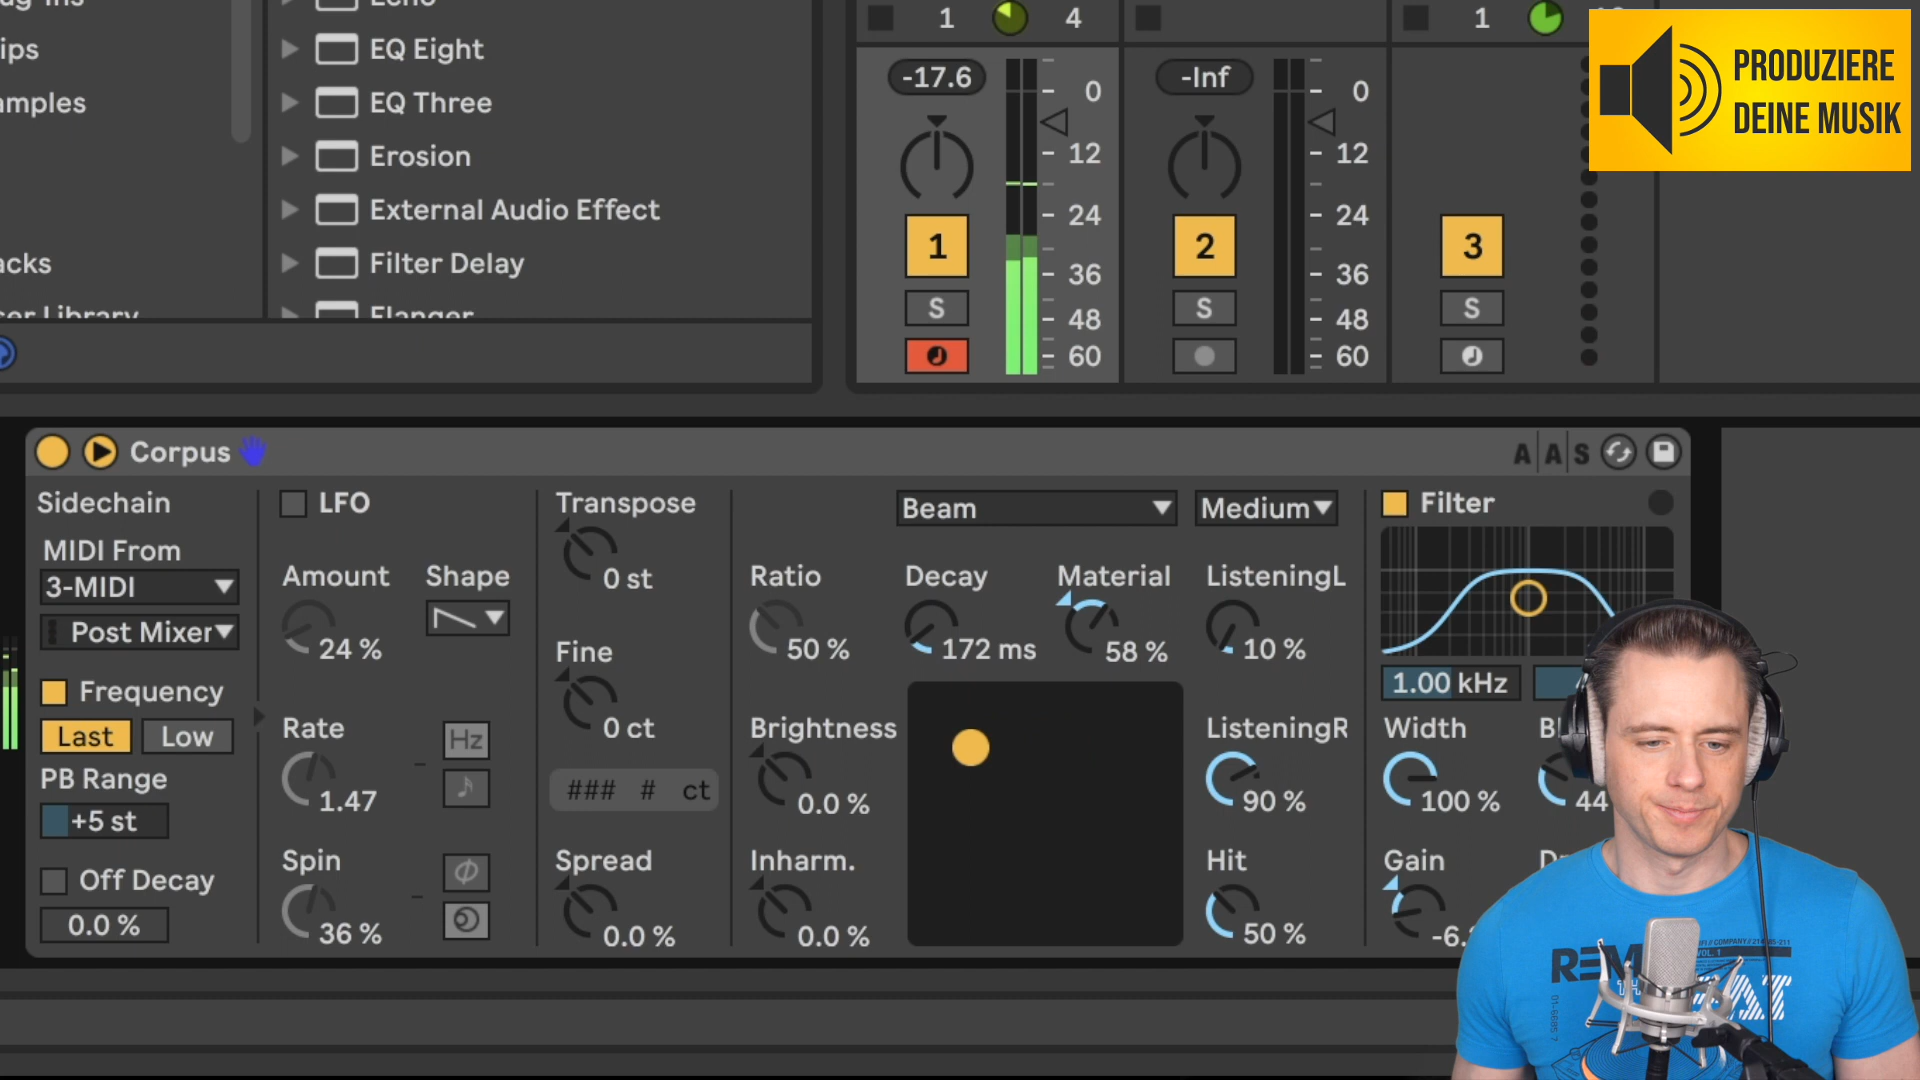 EQ Eight
EQ Three
Erosion
External Audio Effect
Filter Delay
1 4
-17.6
0
12
24
36
48
60
1
S
-Inf
0
12
24
36
48
60
2
S
1
3
S
PRODUZIERE
DEINE MUSIK
Corpus
A A S
Sidechain
MIDI From
3-MIDI
Post Mixer
Frequency
Last Low
PB Range
+5 st
Off Decay
0.0 %
LFO
Amount
24 %
Shape
Rate
1.47
Hz
Spin
36 %
Transpose
0 st
Fine
0 ct
### # ct
Spread
0.0 %
Ratio
50 %
Brightness
0.0 %
Inharm.
0.0 %
Beam
Medium
Decay
172 ms
Material
58 %
ListeningL
10 %
ListeningR
90 %
Hit
50 %
Filter
1.00 kHz
Width
100 %
44
Gain
-6.